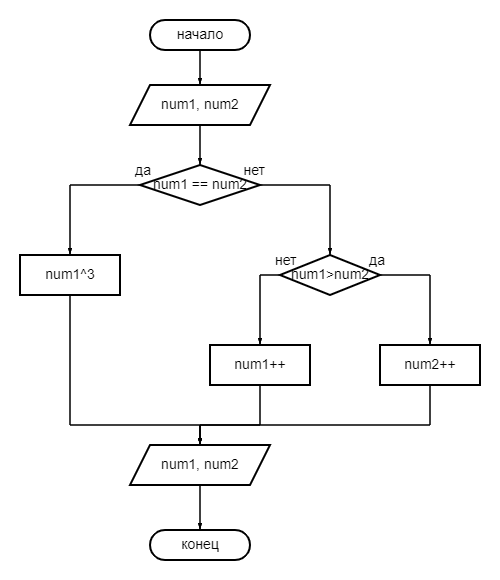 начало
num1, num2
да
нет
num1 == num2
num1^3
нет
да
num1>num2
num1++
num2++
num1, num2
конец